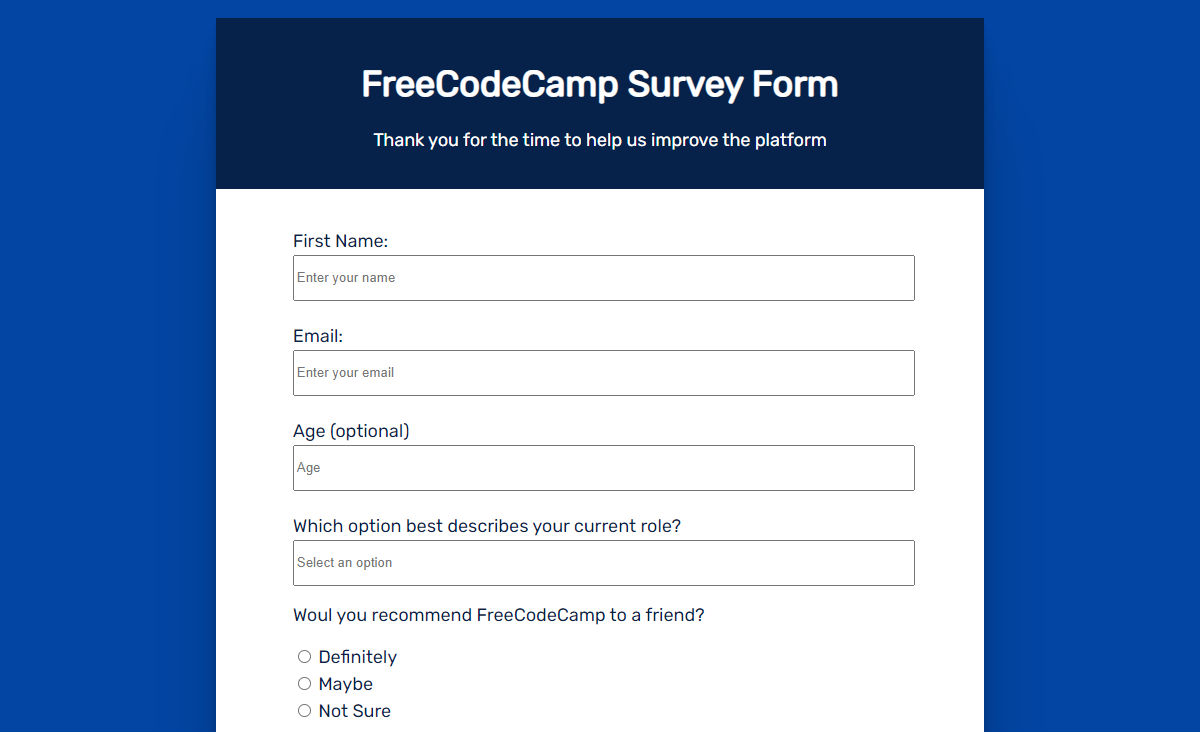 FreeCodeCamp Survey Form
Thank you for the time to help us improve the platform
First Name:
Enter your name
Email:
Enter your email
Age (optional)
Age
Which option best describes your current role?
Select an option
Woul you recommend FreeCodeCamp to a friend?
Definitely
Maybe
Not Sure